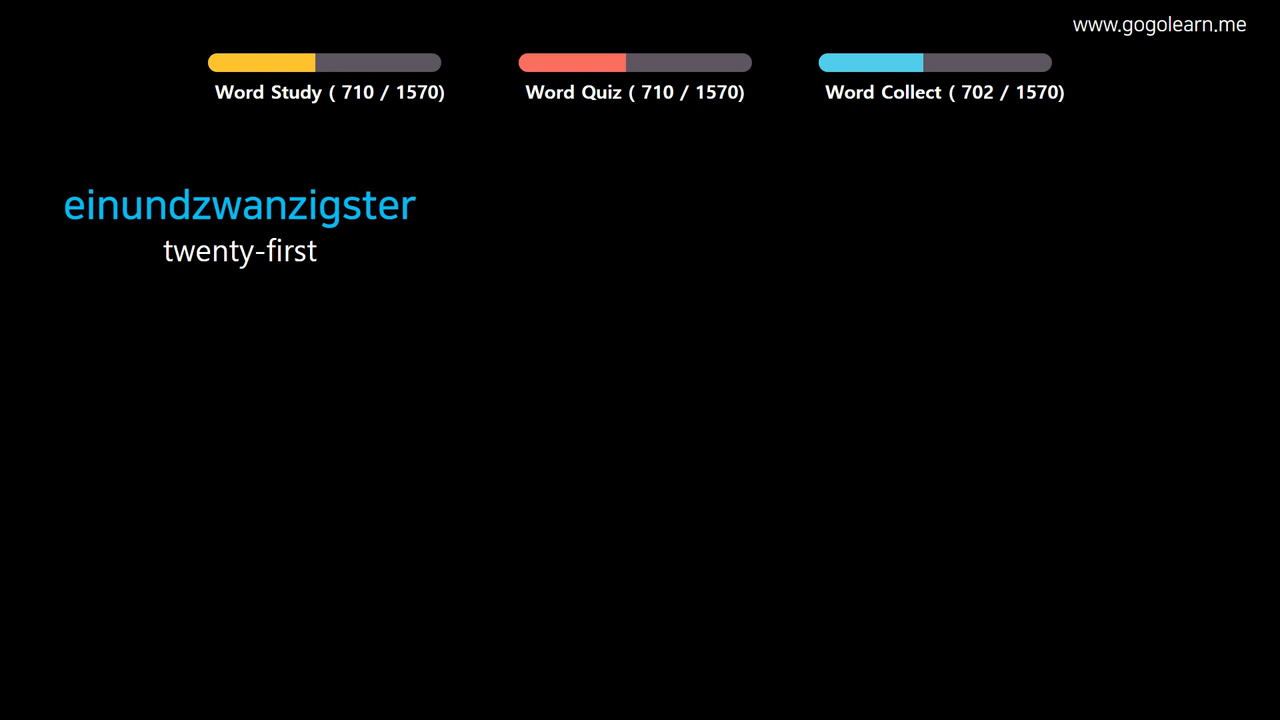 www.gogolearn.me
Word Study ( 710 / 1570)
Word Quiz ( 710 / 1570)
Word Collect ( 702 / 1570)
einundzwanzigster
twenty-first